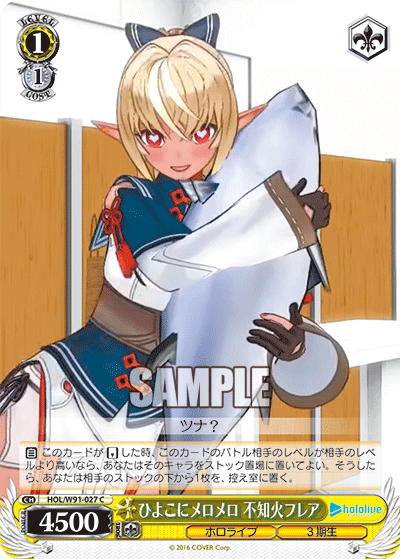 LEVEL
1
1
COST
SAMPLE
ツナ？
このカードが【リバース】した時、このカードのバトル相手のレベルが相手のレ
ベルより高いなら、あなたはそのキャラをストック置場に置いてよい。そうした
ら、あなたは相手のストックの下から1枚を、控え室に置く。
CH HOL/W91-027 C
4500
ひよこにメロメロ 不知火フレア
hololive
ホロライブ
3期生
© 2016 COVER Corp.